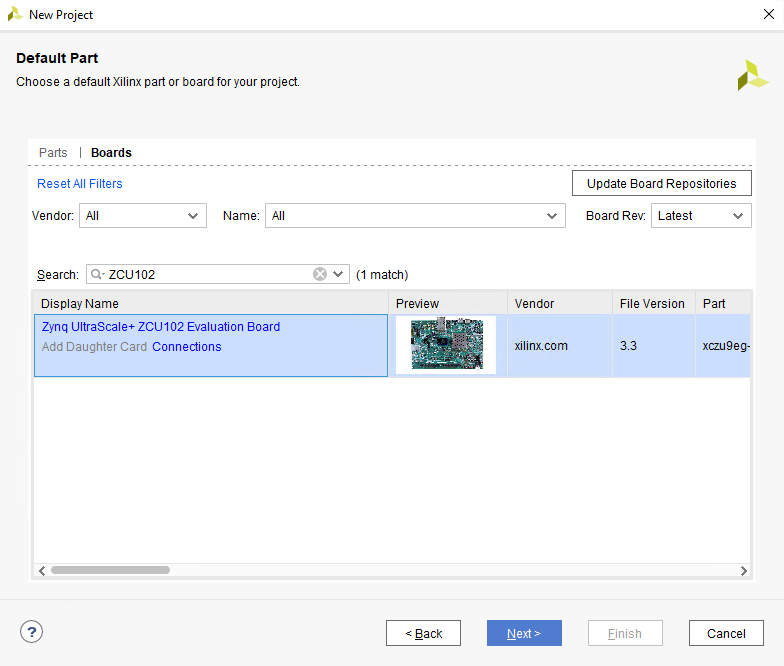 New Project
Default Part
Choose a default Xilinx part or board for your project.
Parts | Boards
Reset All Filters
Update Board Repositories
Vendor: All Name: All Board Rev: Latest
Search: ZCU102 (1 match)
Display Name Preview Vendor File Version Part
Zynq UltraScale+ ZCU102 Evaluation Board
Add Daughter Card Connections
xilinx.com 3.3 xczu9eg-
? < Back Next > Finish Cancel